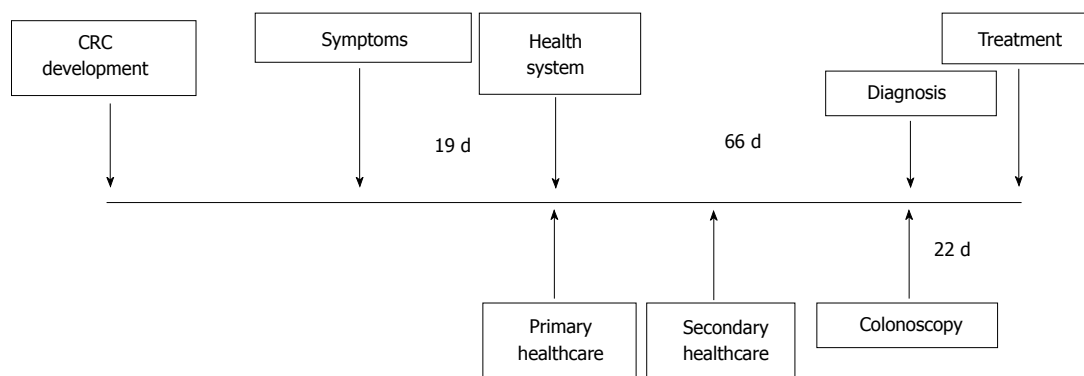 CRC
development
Symptoms
Health
system
Treatment
Diagnosis
19 d
66 d
22 d
Primary
healthcare
Secondary
healthcare
Colonoscopy